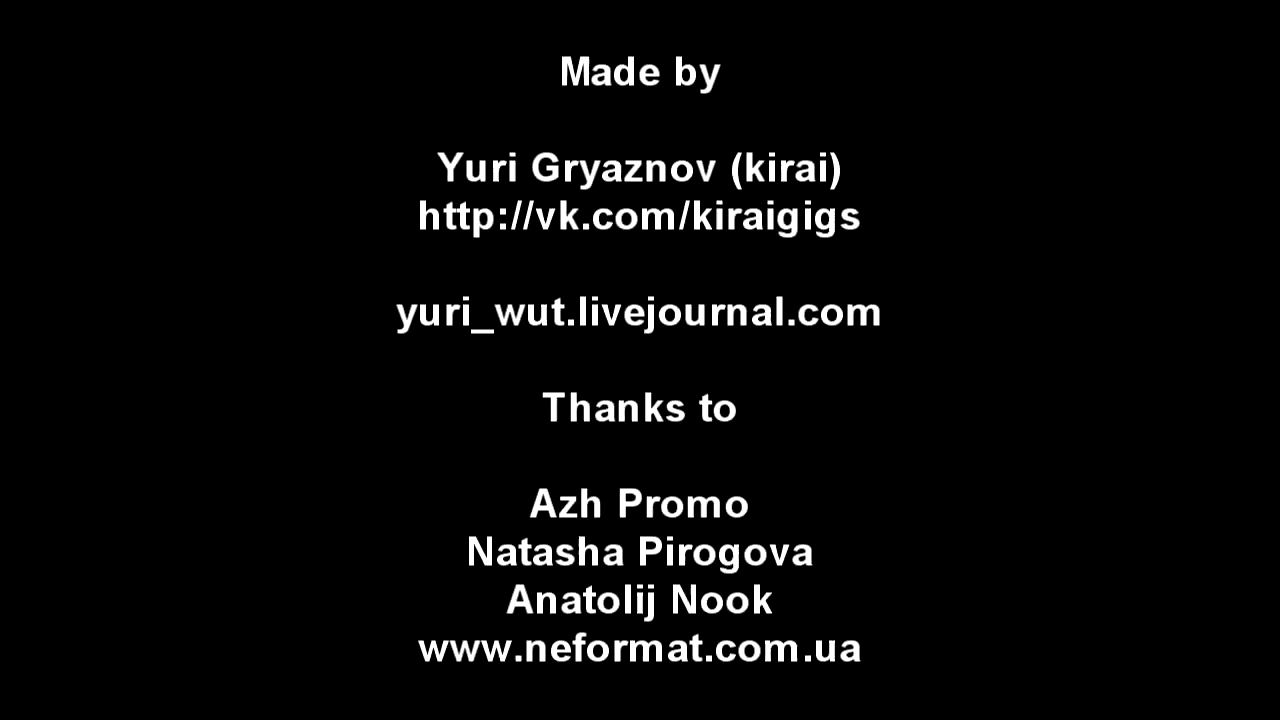 Made by
Yuri Gryaznov (kirai)
http://vk.com/kiraigigs
yuri_wut.livejournal.com
Thanks to
Azh Promo
Natasha Pirogova
Anatolij Nook
www.neformat.com.ua